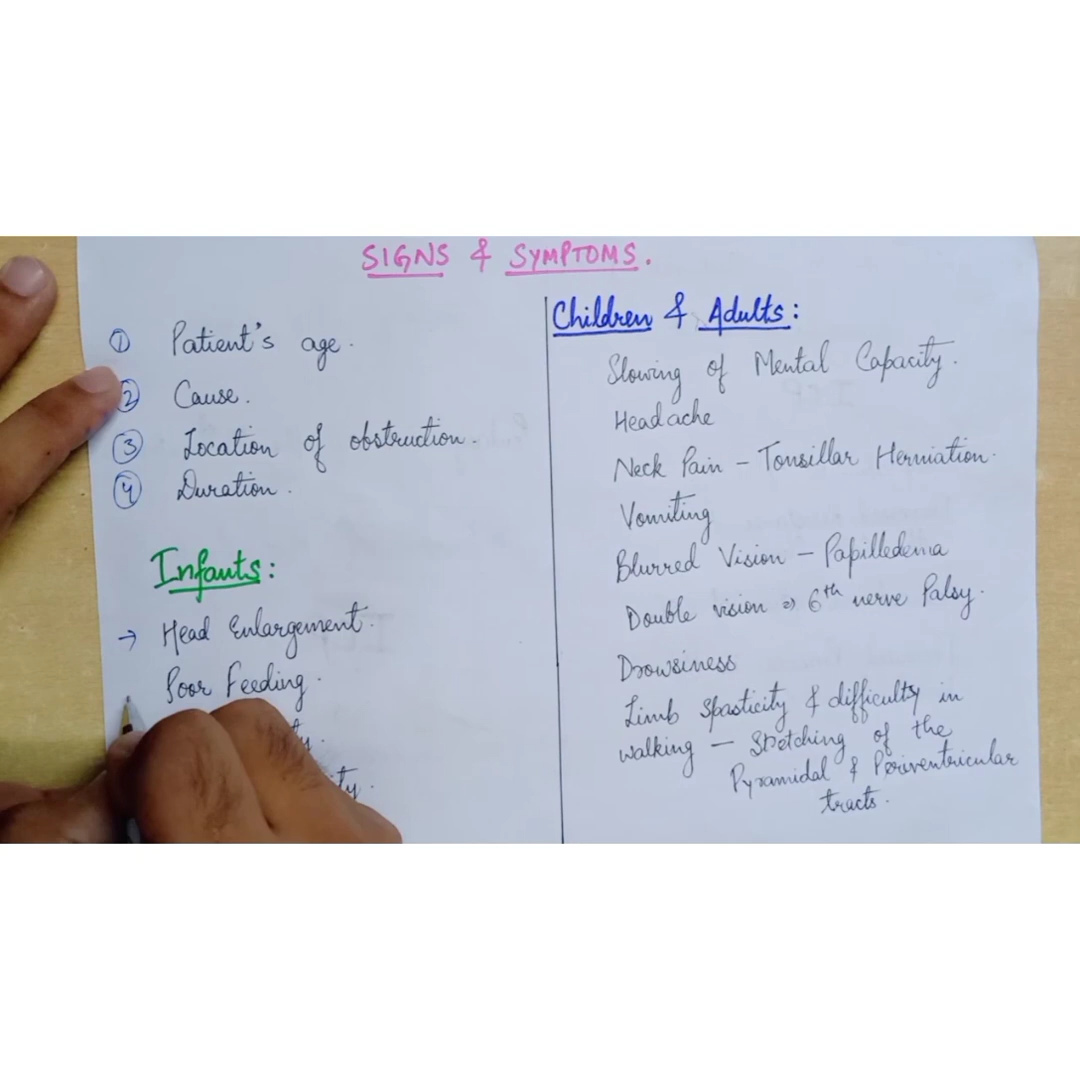 SIGNS & SYMPTOMS.
① Patient's age.
② Cause.
③ Location of obstruction.
④ Duration.
Infants:
→ Head Enlargement.
Poor Feeding.
Children & Adults:
Slowing of Mental Capacity.
Headache
Neck Pain - Tonsillar Herniation.
Vomiting
Blurred Vision - Papilledema
Double vision => 6th nerve Palsy.
Drowsiness
Limb Spasticity & difficulty in
walking - Stretching of the
Pyramidal & Periventricular
tracts.